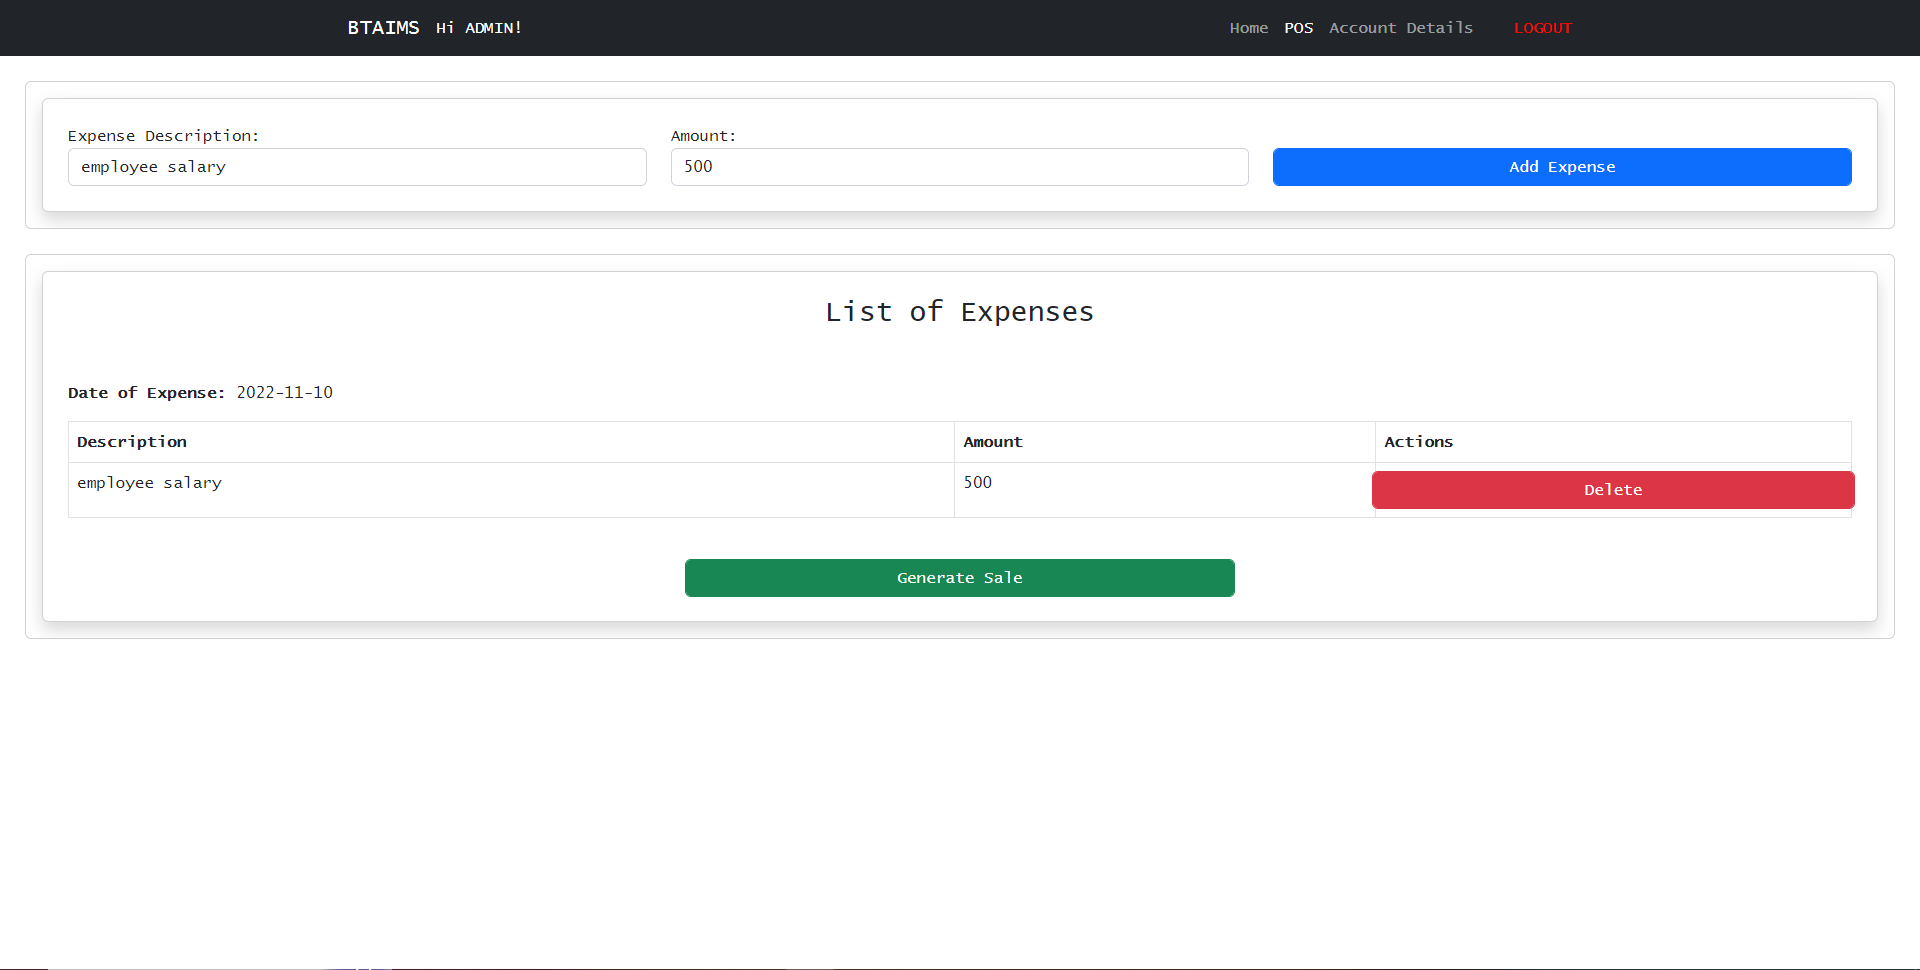 BTAIMS Hi ADMIN! Home POS Account Details LOGOUT
Expense Description: Amount:
employee salary 500 Add Expense
List of Expenses
Date of Expense: 2022-11-10
Description Amount Actions
employee salary 500 Delete
Generate Sale